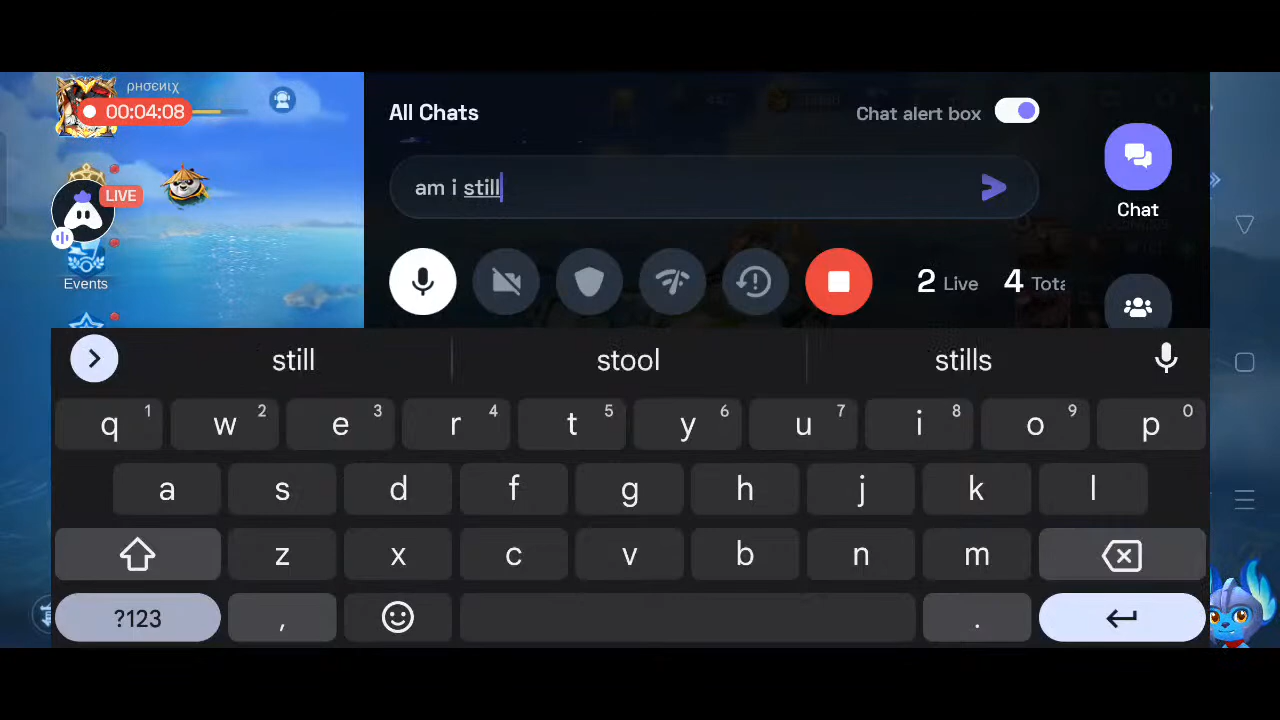 ρнσєηιχ
00:04:08
All Chats
Chat alert box
LIVE
am i still
Chat
Events
2 Live 4 Tota
still stool stills
q 1 w 2 e 3 r 4 t 5 y 6 u 7 i 8 o 9 p 0
a s d f g h j k l
z x c v b n m
?123 , .